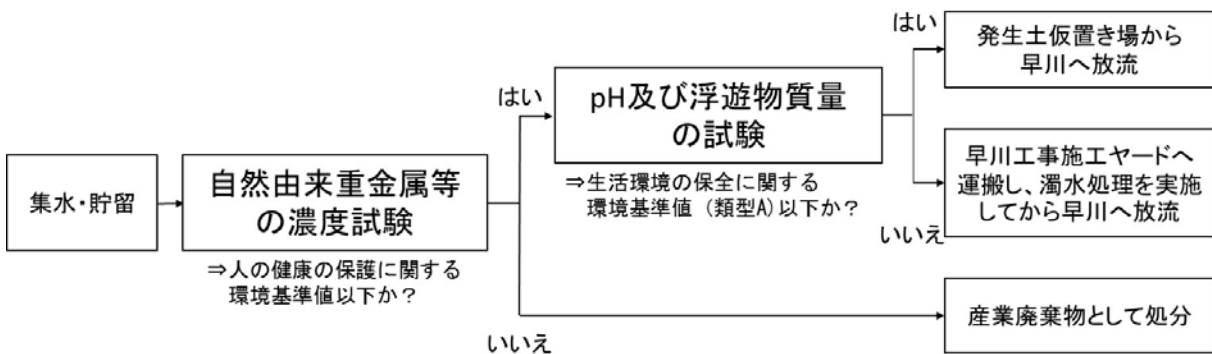 集水・貯留
自然由来重金属等
の濃度試験
⇒人の健康の保護に関する
環境基準値以下か？
はい
いいえ
pH及び浮遊物質量
の試験
⇒生活環境の保全に関する
環境基準値（類型A）以下か？
はい
いいえ
発生土仮置き場から
早川へ放流
早川工事施工ヤードへ
運搬し、濁水処理を実施
してから早川へ放流
産業廃棄物として処分